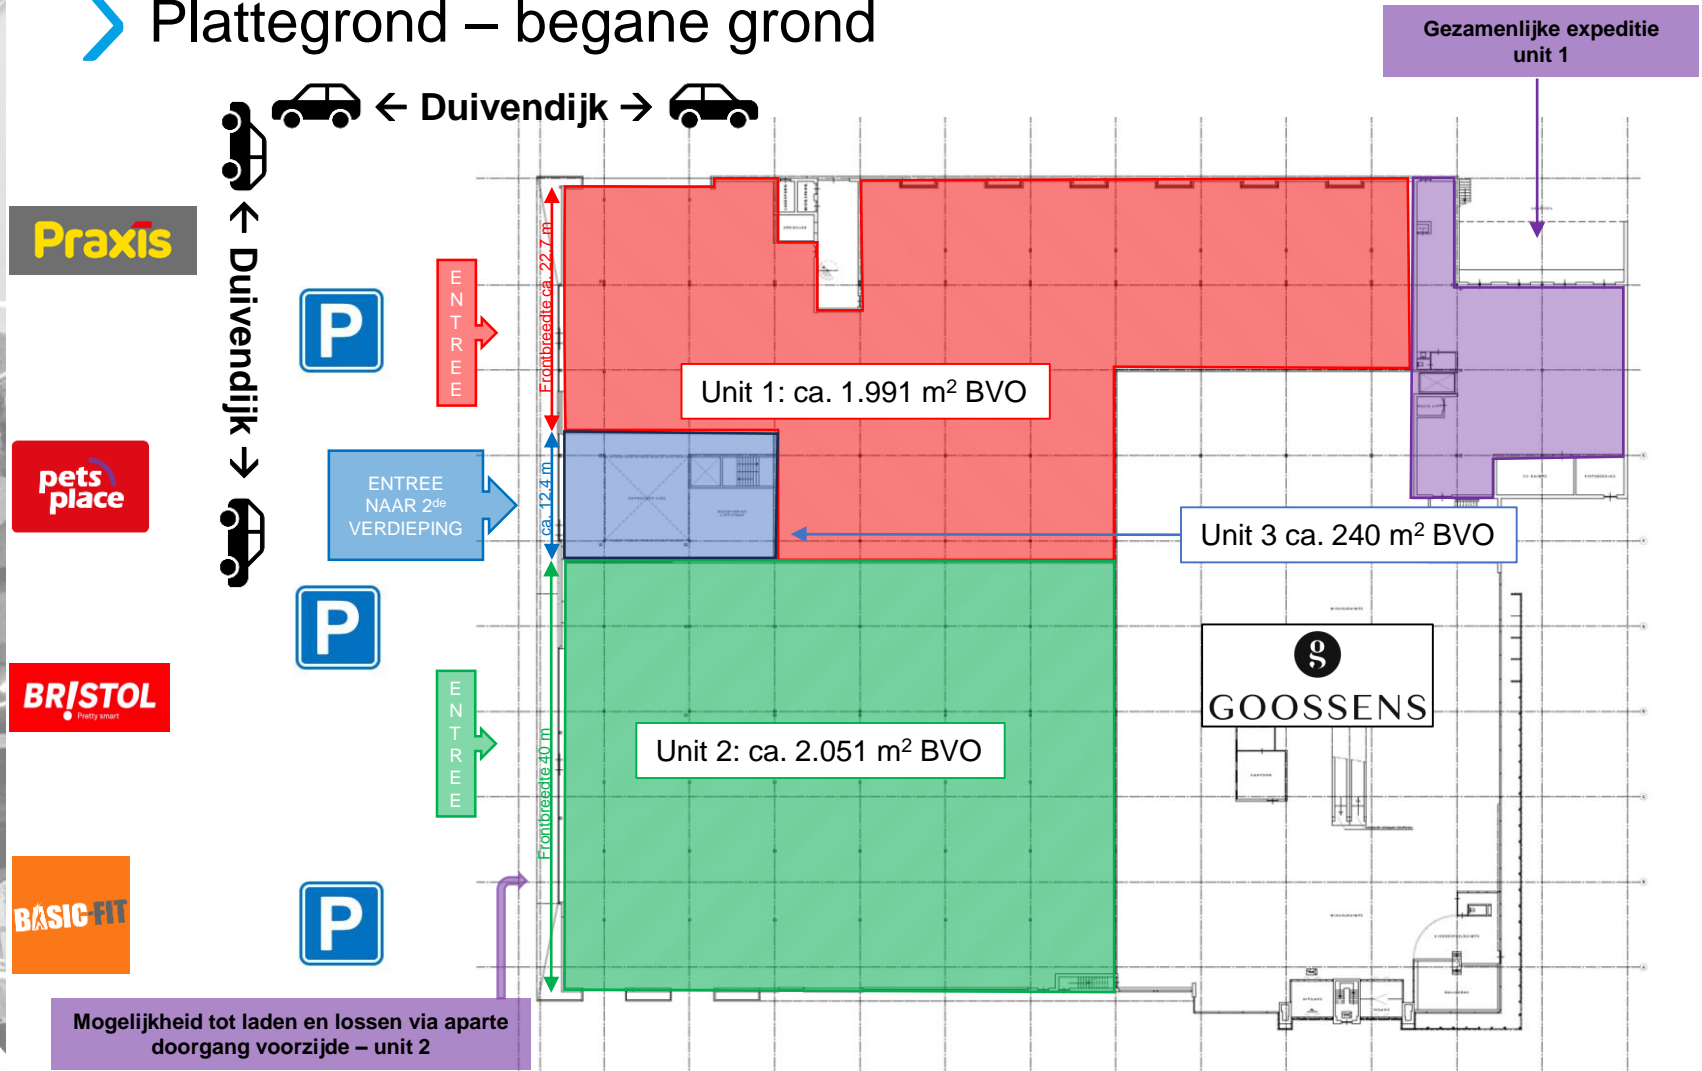 Plattegrond – begane grond
Gezamenlijke expeditie
unit 1
← Duivendijk →
← Duivendijk →
Praxis
ENTREE
Frontbreedte ca. 22.7 m
Unit 1: ca. 1.991 m² BVO
pets
place
ENTREE
NAAR 2de
VERDIEPING
ca. 12.4 m
Unit 3 ca. 240 m² BVO
P
P
P
BRISTOL
Pretty smart
ENTREE
Frontbreedte 40 m
Unit 2: ca. 2.051 m² BVO
g
GOOSSENS
BASIC-FIT
Mogelijkheid tot laden en lossen via aparte
doorgang voorzijde – unit 2